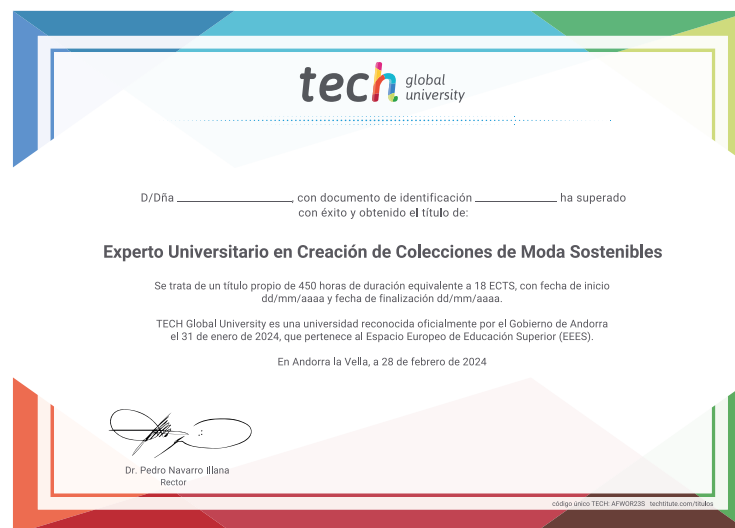 tech global university
D/Dña ____________, con documento de identificación ____________ ha superado
con éxito y obtenido el título de:
Experto Universitario en Creación de Colecciones de Moda Sostenibles
Se trata de un título propio de 450 horas de duración equivalente a 18 ECTS, con fecha de inicio
dd/mm/aaaa y fecha de finalización dd/mm/aaaa.
TECH Global University es una universidad reconocida oficialmente por el Gobierno de Andorra
el 31 de enero de 2024, que pertenece al Espacio Europeo de Educación Superior (EEES).
En Andorra la Vella, a 28 de febrero de 2024
Dr. Pedro Navarro Illana
Rector
código único TECH: AFWOR23S techtitute.com/títulos